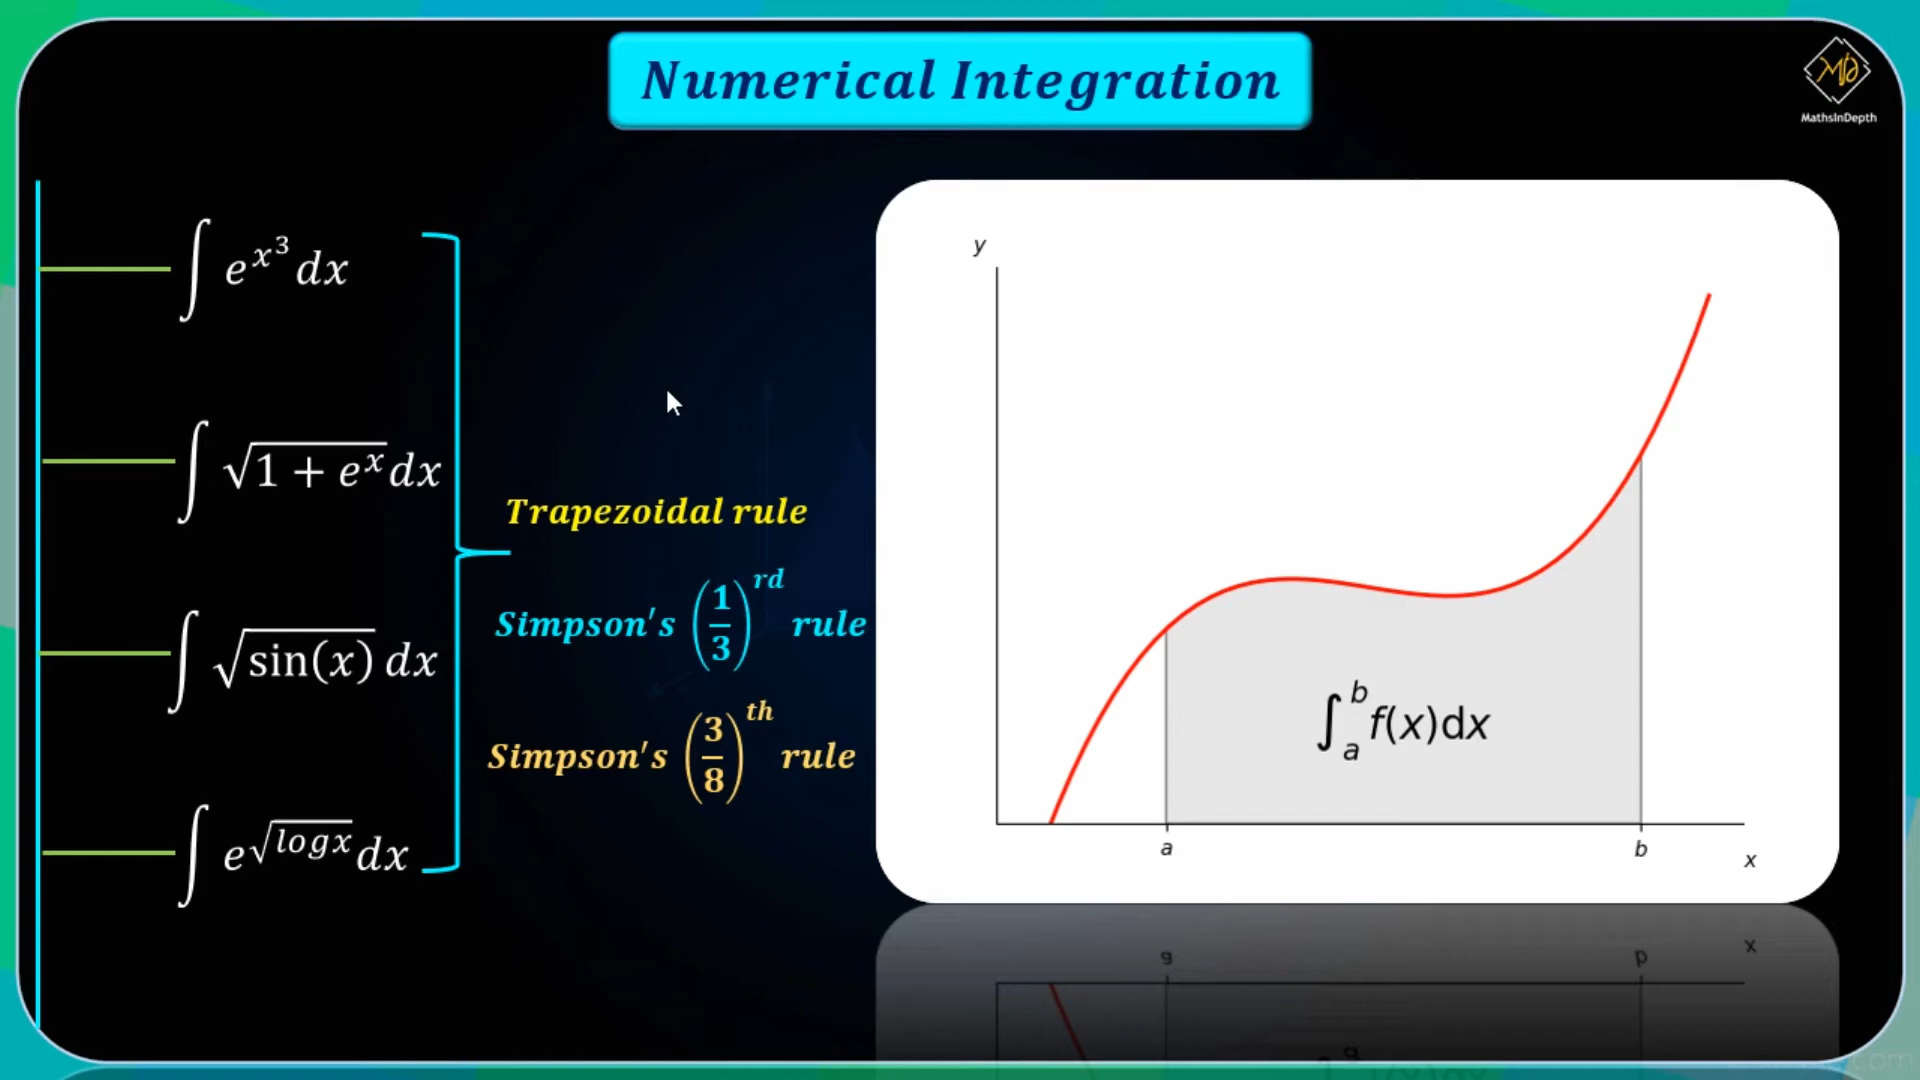 Numerical Integration
MathsInDepth
∫ e^{x^3} dx
∫ √(1 + e^x) dx
∫ √(sin(x)) dx
∫ e^{√(logx)} dx
Trapezoidal rule
Simpson's (1/3)^{rd} rule
Simpson's (3/8)^{th} rule
y
∫_a^b f(x)dx
a
b
x